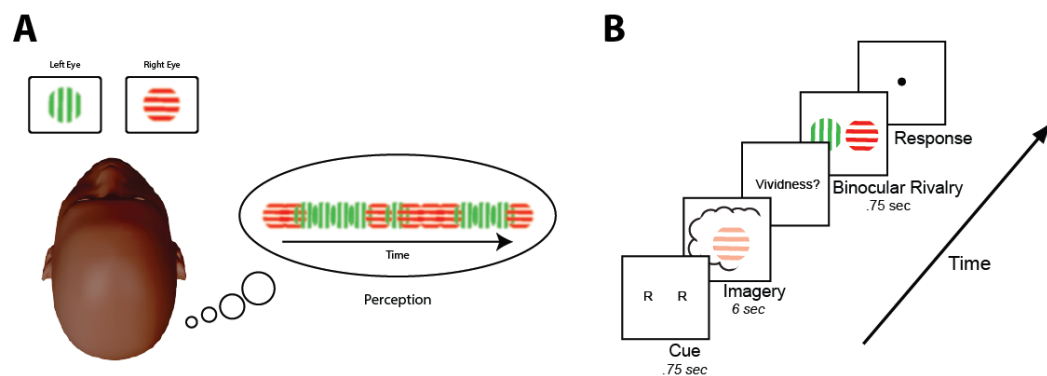 A
Left Eye
Right Eye
Time
Perception
B
R R
Cue
.75 sec
Imagery
6 sec
Vividness?
Binocular Rivalry
.75 sec
Response
Time